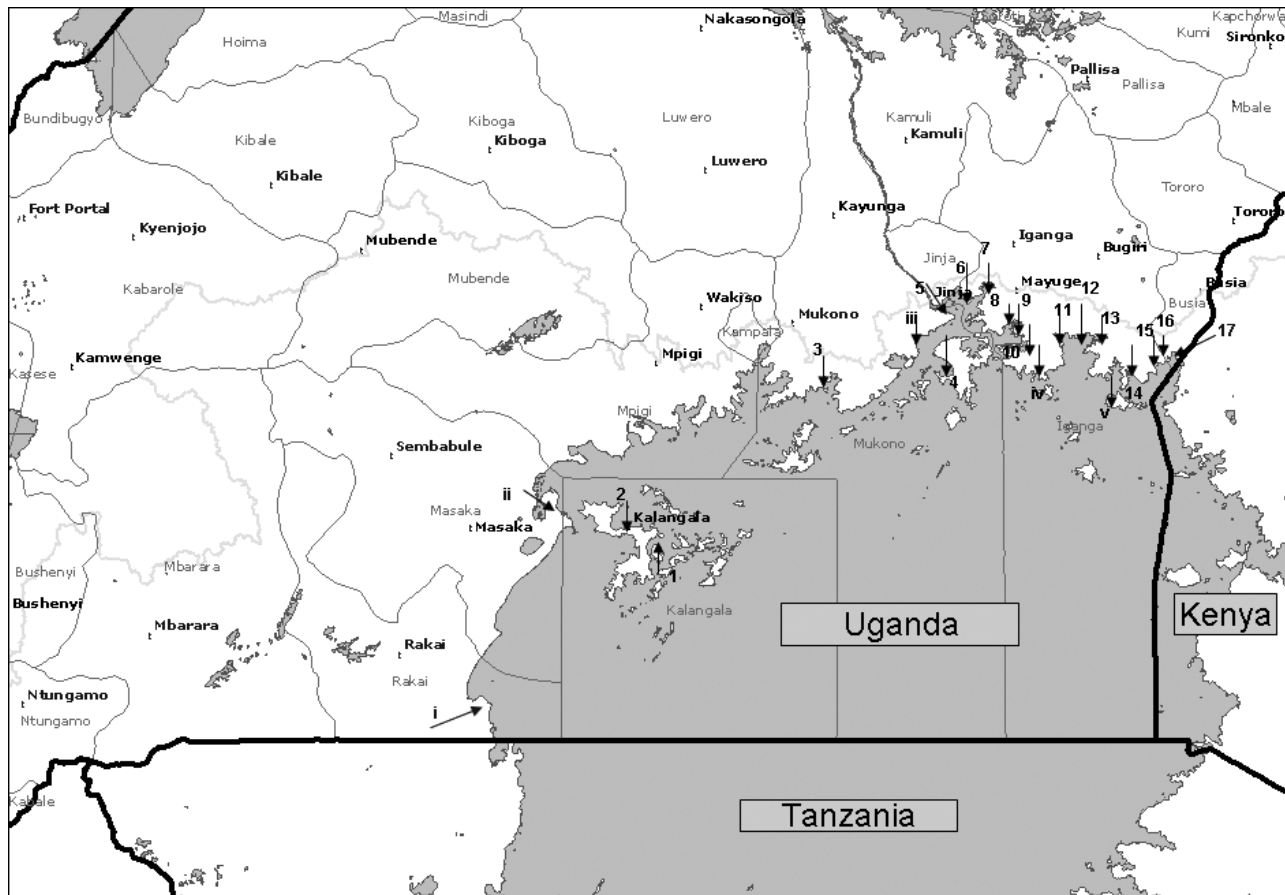 Masindi
Kapchorwa
Nakasongola
Kumi
Sironko
Hoima
Pallisa
Pallisa
Bundibugyo
Kibale
Kiboga
Kiboga
Luwero
Kamuli
Kamuli
Mbale
Kibale
Luwero
Tororo
Fort Portal
Kyenjojo
Kayunga
Tororo
Mubende
Iganga
Bugiri
Jinja
6
7
Mubende
Kabarole
5
Jinja
Mayuge
12
Busia
Wakiso
8
9
Busia
Mukono
Kampala
iii
11
13
15
16
17
Kamwenge
Mpigi
3
10
Kasese
4
iv
14
Mpigi
v
Iganga
Sembabule
Mukono
ii
2
Masaka
Kalangala
Masaka
Bushenyi
Mbarara
1
Bushenyi
Kalangala
Mbarara
Uganda
Kenya
Rakai
Rakai
Ntungamo
i
Ntungamo
Kabale
Tanzania